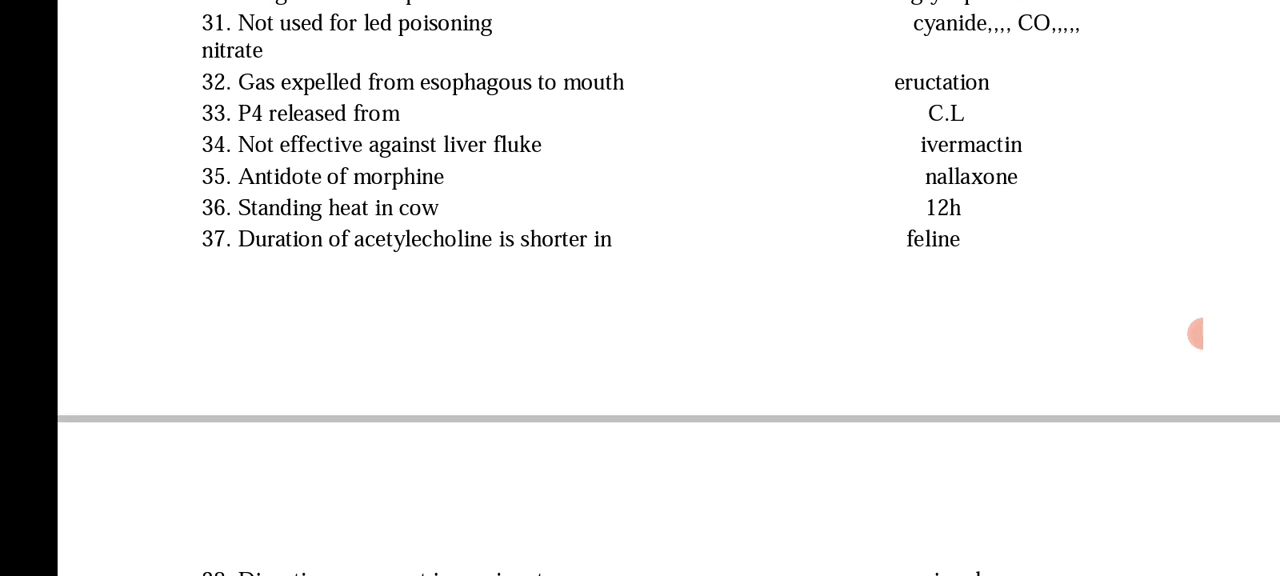 31. Not used for led poisoning cyanide,,,, CO,,,,,
nitrate
32. Gas expelled from esophagous to mouth eructation
33. P4 released from C.L
34. Not effective against liver fluke ivermactin
35. Antidote of morphine nallaxone
36. Standing heat in cow 12h
37. Duration of acetylecholine is shorter in feline